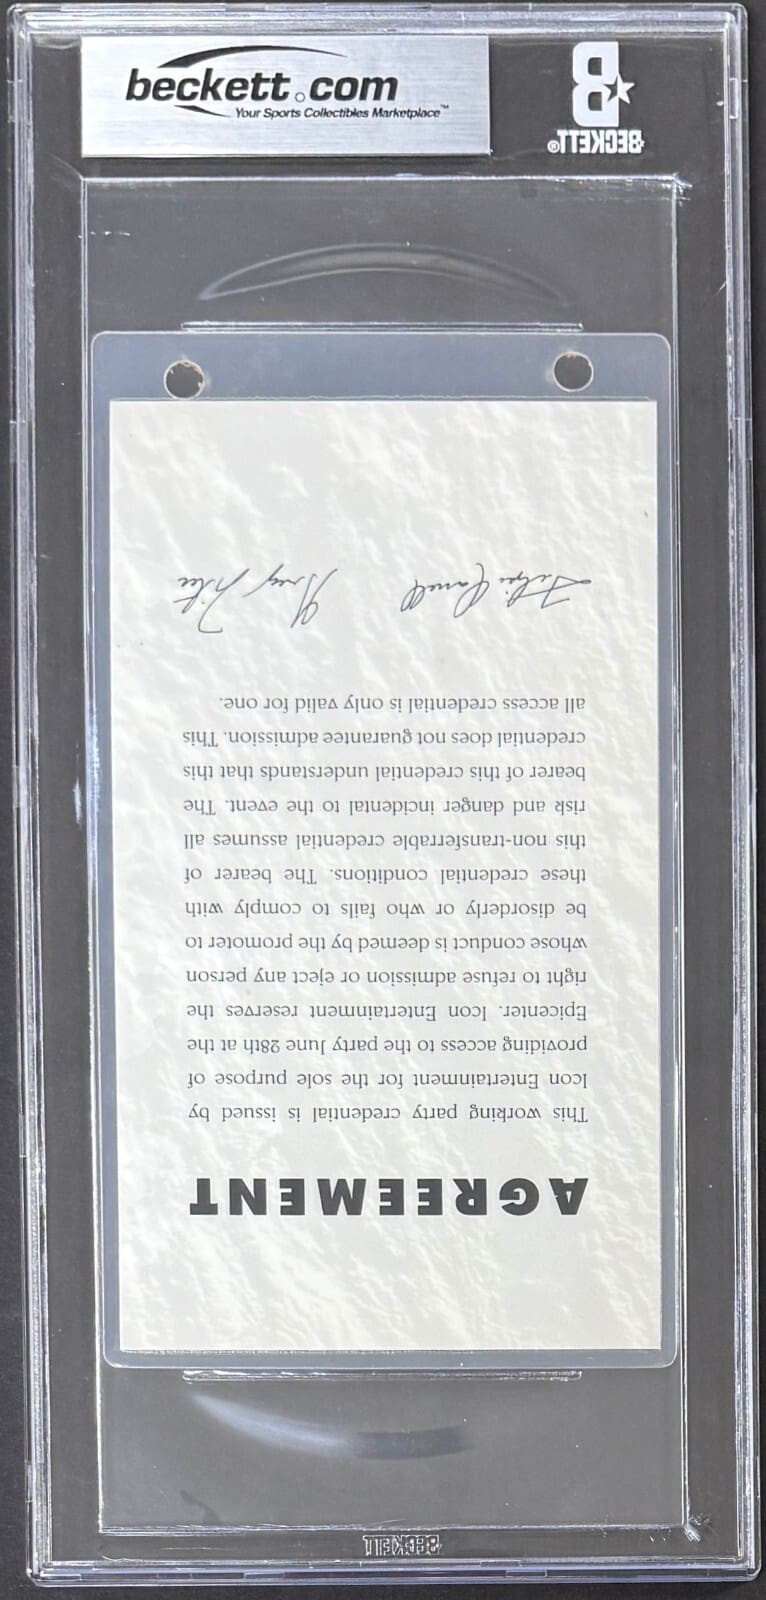 beckett.com
Your Sports Collectibles Marketplace™
BECKETT®
AGREEMENT
This working party credential is issued by
Icon Entertainment for the sole purpose of
providing access to the party June 28th at the
Epicenter. Icon Entertainment reserves the
right to refuse admission or eject any person
whose conduct is deemed by the promoter to
be disorderly or who fails to comply with
these credential conditions. The bearer of
this non-transferrable credential assumes all
risk and danger incidental to the event. The
bearer of this credential understands that this
credential does not guarantee admission. This
all access credential is only valid for one.
BECKETT